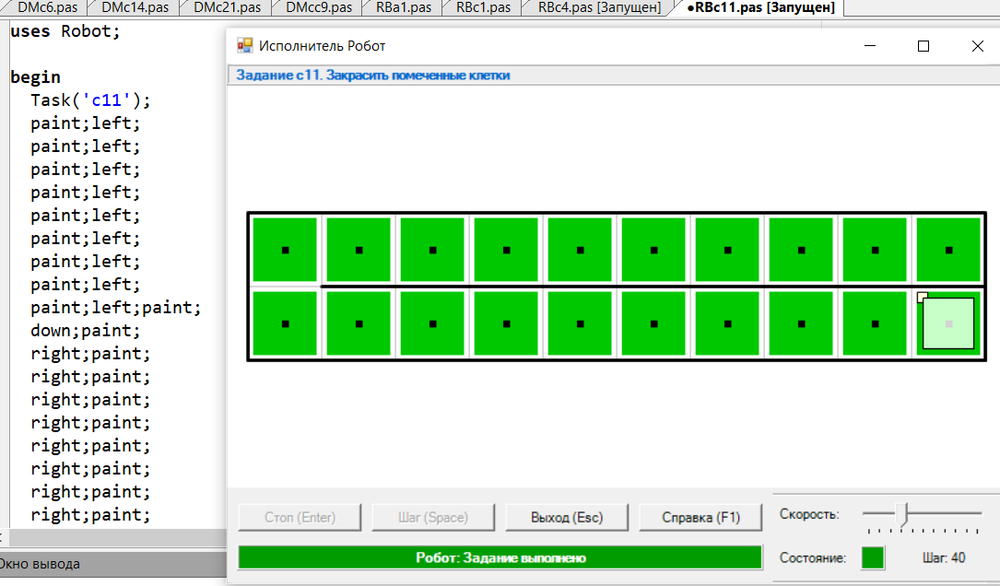 DMc6.pas DMc14.pas DMc21.pas DMcc9.pas RBa1.pas RBc1.pas RBc4.pas [Запущен] •RBc11.pas [Запущен]
uses Robot;
Исполнитель Робот
Задание c11. Закрасить помеченные клетки
begin
Task('c11');
paint;left;
paint;left;
paint;left;
paint;left;
paint;left;
paint;left;
paint;left;
paint;left;
paint;left;paint;
down;paint;
right;paint;
right;paint;
right;paint;
right;paint;
right;paint;
right;paint;
right;paint;
right;paint;
Стоп (Enter) Шаг (Space) Выход (Esc) Справка (F1) Скорость:
Робот: Задание выполнено Состояние: Шаг: 40
Окно вывода